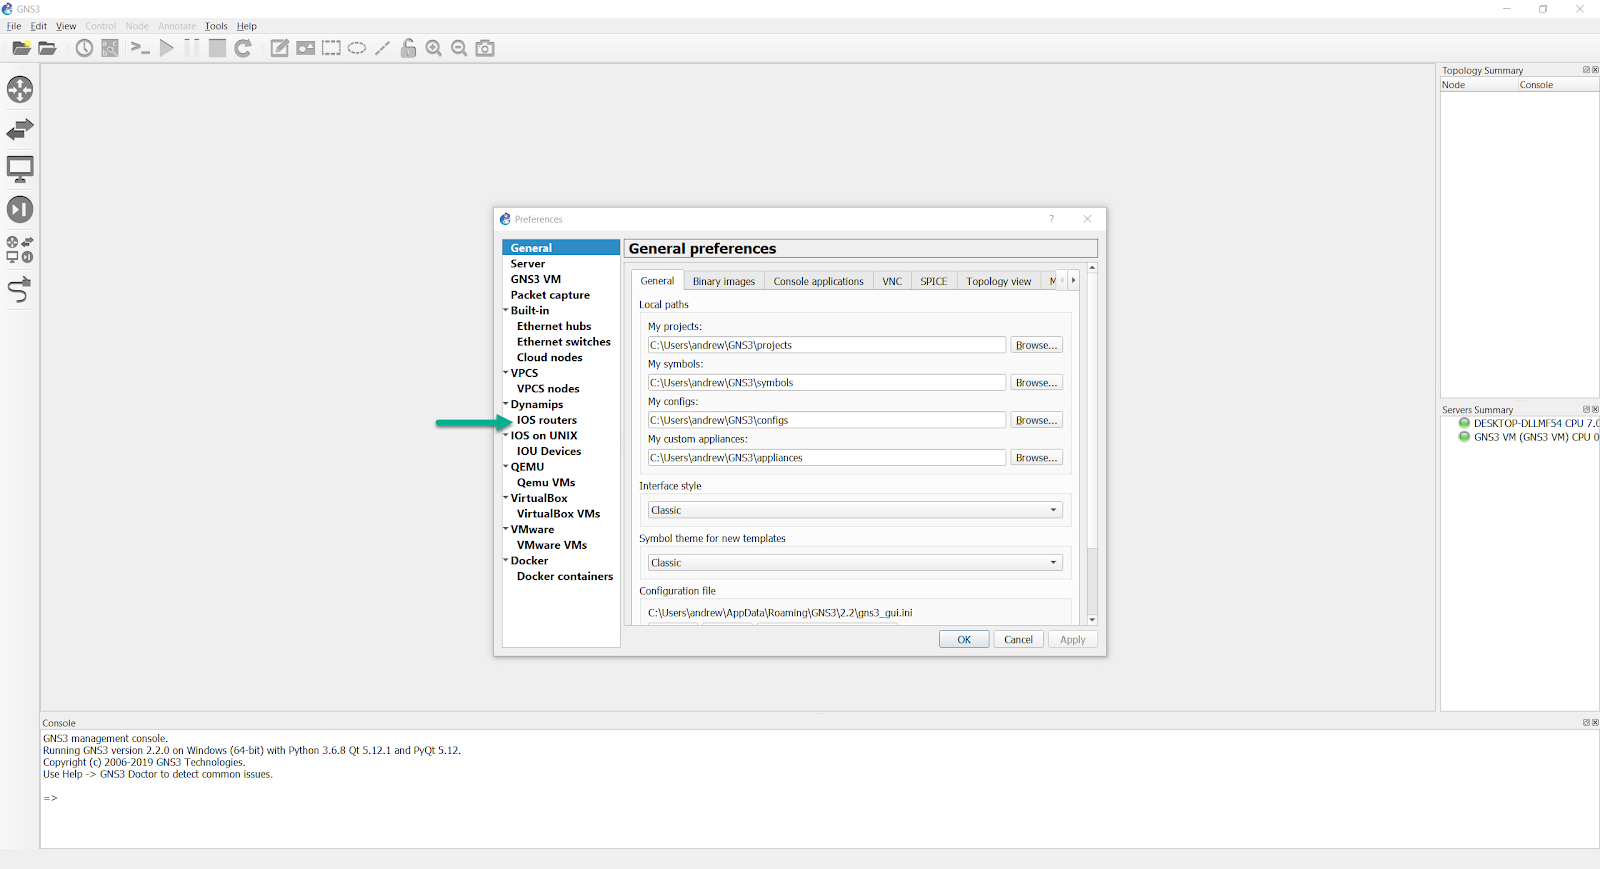 GNS3
File Edit View Control Node Annotate Tools Help
Topology Summary
Node Console
Preferences
?
General
Server
GNS3 VM
Packet capture
Built-in
Ethernet hubs
Ethernet switches
Cloud nodes
VPCS
VPCS nodes
Dynamips
IOS routers
IOS on UNIX
IOU Devices
QEMU
Qemu VMs
VirtualBox
VirtualBox VMs
VMware
VMware VMs
Docker
Docker containers
General preferences
General Binary images Console applications VNC SPICE Topology view M
Local paths
My projects:
C:\Users\andrew\GNS3\projects Browse...
My symbols:
C:\Users\andrew\GNS3\symbols Browse...
My configs:
C:\Users\andrew\GNS3\configs Browse...
My custom appliances:
C:\Users\andrew\GNS3\appliances Browse...
Interface style
Classic
Symbol theme for new templates
Classic
Configuration file
C:\Users\andrew\AppData\Roaming\GNS3\2.2\gns3_gui.ini
OK Cancel Apply
Servers Summary
DESKTOP-DLLMF54 CPU 7.0
GNS3 VM (GNS3 VM) CPU 0
Console
GNS3 management console.
Running GNS3 version 2.2.0 on Windows (64-bit) with Python 3.6.8 Qt 5.12.1 and PyQt 5.12.
Copyright (c) 2006-2019 GNS3 Technologies.
Use Help -> GNS3 Doctor to detect common issues.
=>